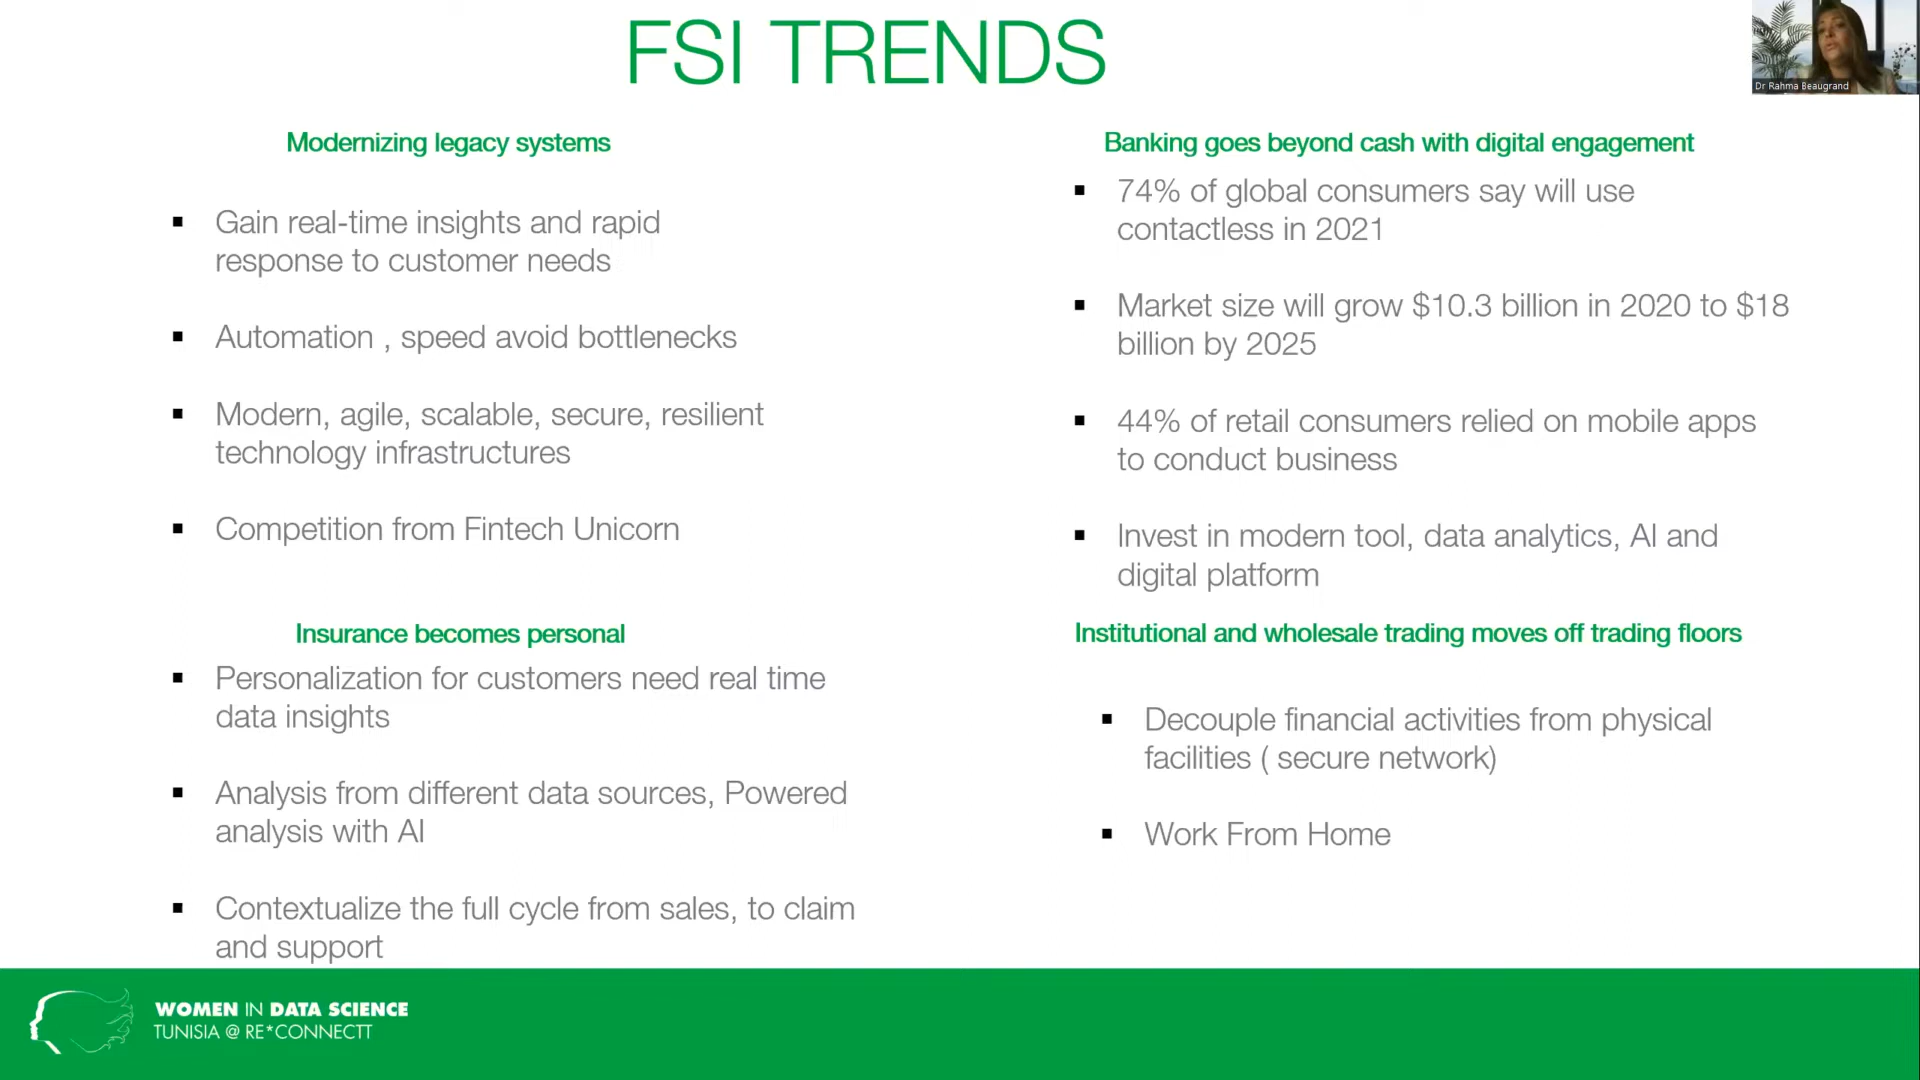 FSI TRENDS
Dr Rahma Beaugrand
Modernizing legacy systems
▪ Gain real-time insights and rapid
response to customer needs
▪ Automation , speed avoid bottlenecks
▪ Modern, agile, scalable, secure, resilient
technology infrastructures
▪ Competition from Fintech Unicorn
Banking goes beyond cash with digital engagement
▪ 74% of global consumers say will use
contactless in 2021
▪ Market size will grow $10.3 billion in 2020 to $18
billion by 2025
▪ 44% of retail consumers relied on mobile apps
to conduct business
▪ Invest in modern tool, data analytics, AI and
digital platform
Insurance becomes personal
▪ Personalization for customers need real time
data insights
▪ Analysis from different data sources, Powered
analysis with AI
▪ Contextualize the full cycle from sales, to claim
and support
Institutional and wholesale trading moves off trading floors
▪ Decouple financial activities from physical
facilities ( secure network)
▪ Work From Home
WOMEN IN DATA SCIENCE
TUNISIA @ RE*CONNECTT